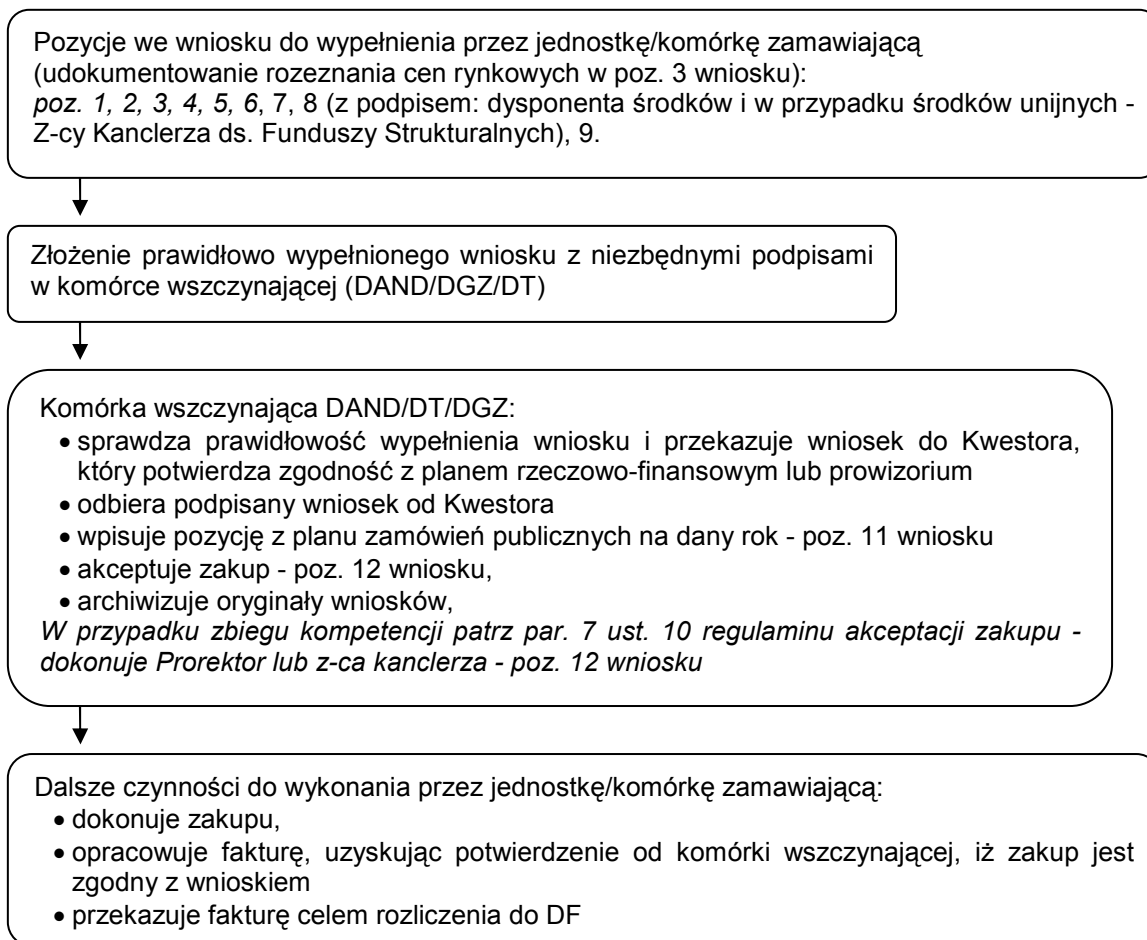 Pozycje we wniosku do wypełnienia przez jednostkę/komórkę zamawiającą
(udokumentowanie rozeznania cen rynkowych w poz. 3 wniosku):
poz. 1, 2, 3, 4, 5, 6, 7, 8 (z podpisem: dysponenta środków i w przypadku środków unijnych -
Z-cy Kanclerza ds. Funduszy Strukturalnych), 9.
Złożenie prawidłowo wypełnionego wniosku z niezbędnymi podpisami
w komórce wszczynającej (DAND/DGZ/DT)
Komórka wszczynająca DAND/DT/DGZ:
• sprawdza prawidłowość wypełnienia wniosku i przekazuje wniosek do Kwestora,
który potwierdza zgodność z planem rzeczowo-finansowym lub prowizorium
• odbiera podpisany wniosek od Kwestora
• wpisuje pozycję z planu zamówień publicznych na dany rok - poz. 11 wniosku
• akceptuje zakup - poz. 12 wniosku,
• archiwizuje oryginały wniosków,
W przypadku zbiegu kompetencji patrz par. 7 ust. 10 regulaminu akceptacji zakupu -
dokonuje Prorektor lub z-ca kanclerza - poz. 12 wniosku
Dalsze czynności do wykonania przez jednostkę/komórkę zamawiającą:
• dokonuje zakupu,
• opracowuje fakturę, uzyskując potwierdzenie od komórki wszczynającej, iż zakup jest
zgodny z wnioskiem
• przekazuje fakturę celem rozliczenia do DF